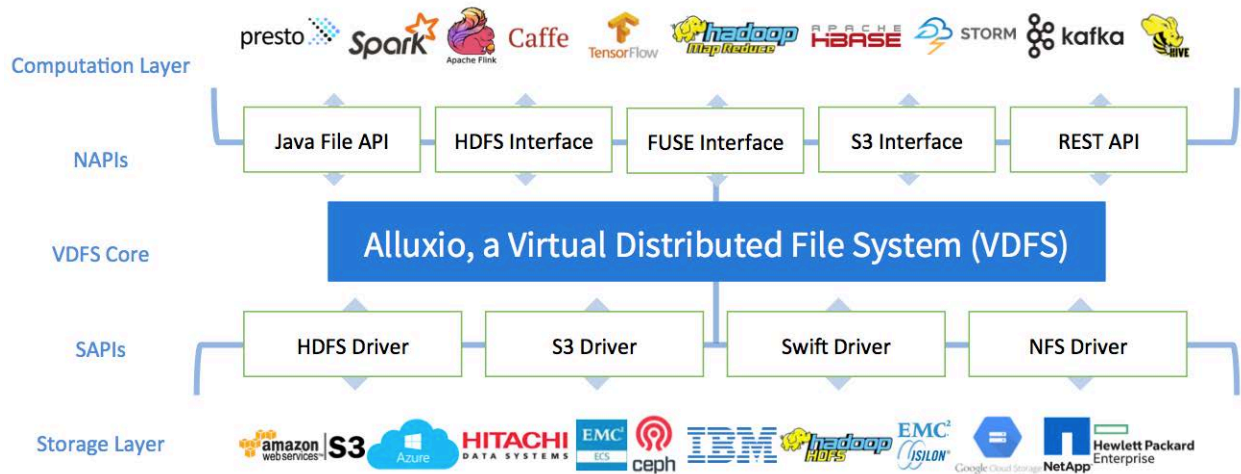 presto
Spark
Apache Flink
Caffe
TensorFlow
hadoop
Map Reduce
APACHE
HBASE
STORM
kafka
HIVE
Computation Layer
Java File API
HDFS Interface
FUSE Interface
S3 Interface
REST API
NAPIs
VDFS Core
Alluxio, a Virtual Distributed File System (VDFS)
SAPIs
HDFS Driver
S3 Driver
Swift Driver
NFS Driver
Storage Layer
amazon
web services™
S3
Azure
HITACHI
DATA SYSTEMS
EMC²
ECS
ceph
IBM
hadoop
HDFS
EMC²
ISILON
Google Cloud Storage
NetApp
Hewlett Packard
Enterprise